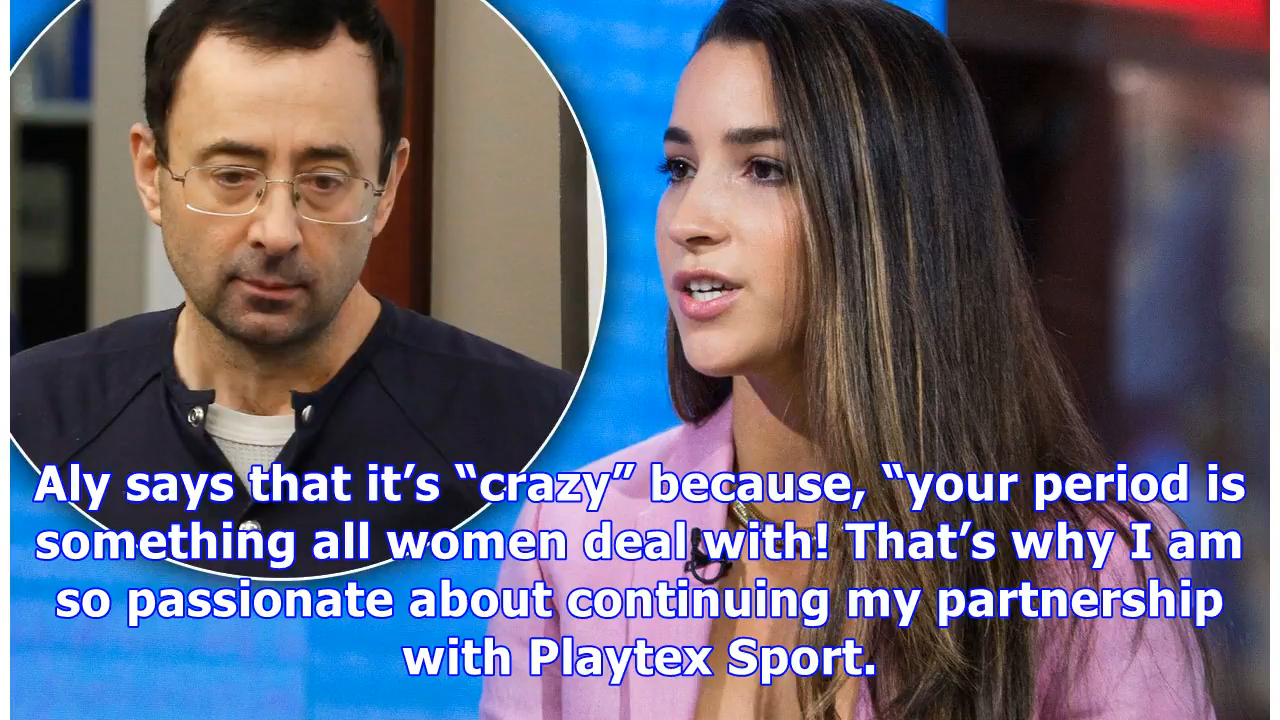 Aly says that it’s “crazy” because, “your period is
something all women deal with! That’s why I am
so passionate about continuing my partnership
with Playtex Sport.